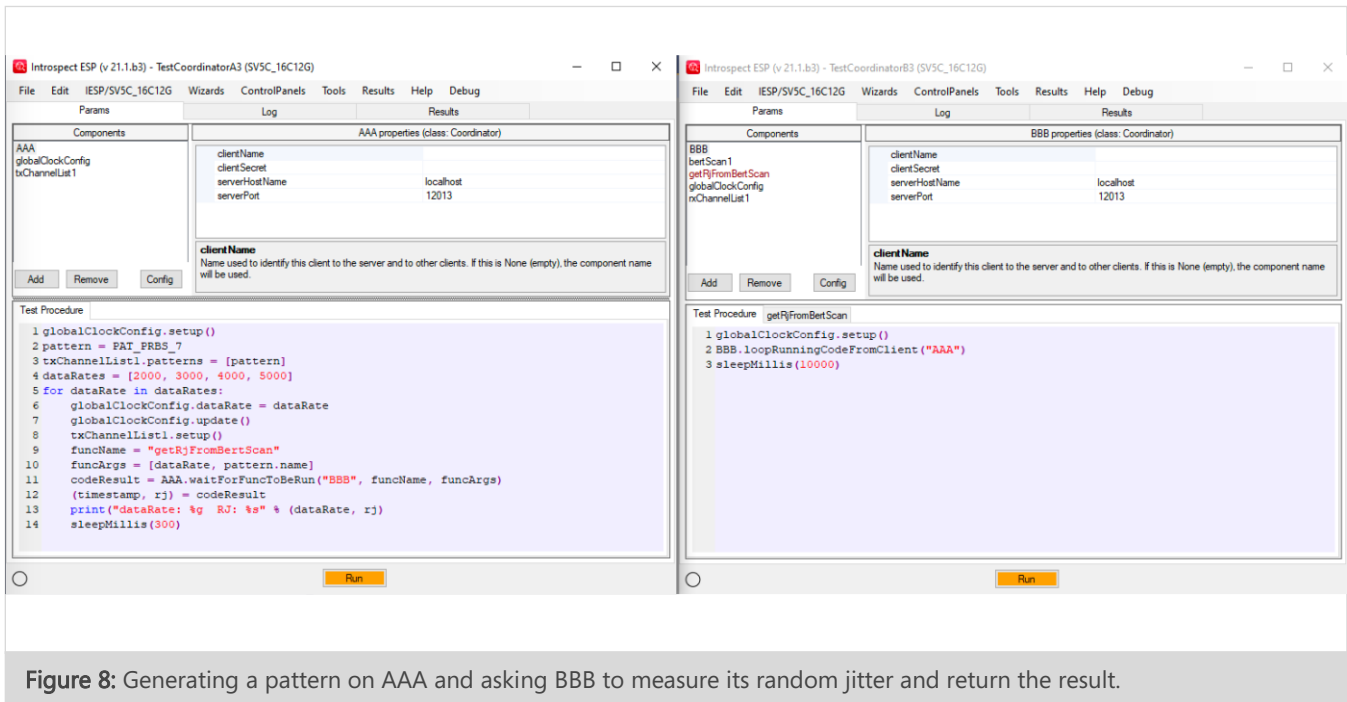 Introspect ESP (v 21.1.b3) - TestCoordinatorA3 (SV5C_16C12G)
File Edit IESP/SV5C_16C12G Wizards ControlPanels Tools Results Help Debug
Params Log Results
Components AAA properties (class: Coordinator)
AAA
globalClockConfig
txChannelList1
clientName
clientSecret
serverHostName localhost
serverPort 12013
clientName
Name used to identify this client to the server and to other clients. If this is None (empty), the component name
will be used.
Add Remove Config
Test Procedure
1 globalClockConfig.setup()
2 pattern = PAT_PRBS_7
3 txChannelList1.patterns = [pattern]
4 dataRates = [2000, 3000, 4000, 5000]
5 for dataRate in dataRates:
6     globalClockConfig.dataRate = dataRate
7     globalClockConfig.update()
8     txChannelList1.setup()
9     funcName = "getRjFromBertScan"
10     funcArgs = [dataRate, pattern.name]
11     codeResult = AAA.waitForFuncToBeRun("BBB", funcName, funcArgs)
12     (timestamp, rj) = codeResult
13     print("dataRate: %g  RJ: %s" % (dataRate, rj)
14     sleepMillis(300)
Run
Introspect ESP (v 21.1.b3) - TestCoordinatorB3 (SV5C_16C12G)
File Edit IESP/SV5C_16C12G Wizards ControlPanels Tools Results Help Debug
Params Log Results
Components BBB properties (class: Coordinator)
BBB
bertScan1
getRjFromBertScan
globalClockConfig
rxChannelList1
clientName
clientSecret
serverHostName localhost
serverPort 12013
clientName
Name used to identify this client to the server and to other clients. If this is None (empty), the component name
will be used.
Add Remove Config
Test Procedure getRjFromBertScan
1 globalClockConfig.setup()
2 BBB.loopRunningCodeFromClient("AAA")
3 sleepMillis(10000)
Run
Figure 8: Generating a pattern on AAA and asking BBB to measure its random jitter and return the result.